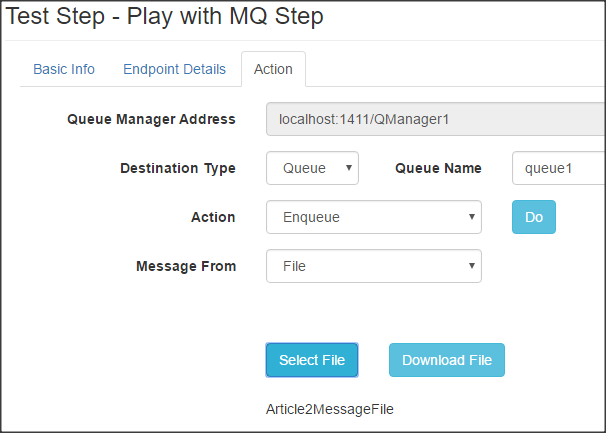 Test Step - Play with MQ Step
Basic Info Endpoint Details Action
Queue Manager Address localhost:1411/QManager1
Destination Type Queue Queue Name queue1
Action Enqueue Do
Message From File
Select File Download File
Article2MessageFile